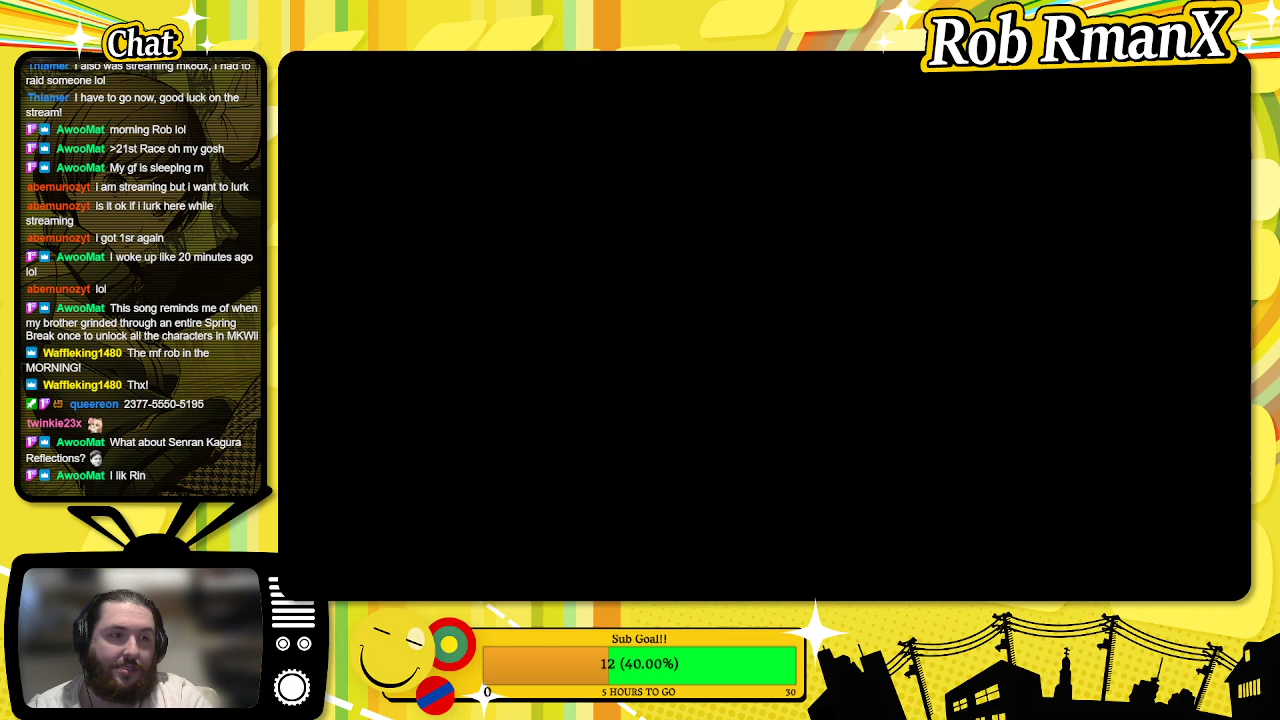 Chat
Rob RmanX
Thlamer I also was streaming mk8dx, I had to
raid someone lol
Thlamer I have to go now, good luck on the
stream!
AwooMat morning Rob lol
AwooMat >21st Race oh my gosh
AwooMat My gf is sleeping rn
abemunozyt i am streaming but i want to lurk
abemunozyt is it ok if I lurk here while
streaming
abemunozyt i got 1sr again
AwooMat I woke up like 20 minutes ago
lol
abemunozyt lol
AwooMat This song reminds me of when
my brother grinded through an entire Spring
Break once to unlock all the characters in MKWii
Waffleking1480 The mf rob in the
MORNING!
Waffleking1480 Thx!
queereon 2377-5550-5195
twinkie23x
AwooMat What about Senran Kagura
Reflections?
AwooMat I lik Rin
Sub Goal!!
12 (40.00%)
0 5 HOURS TO GO 30